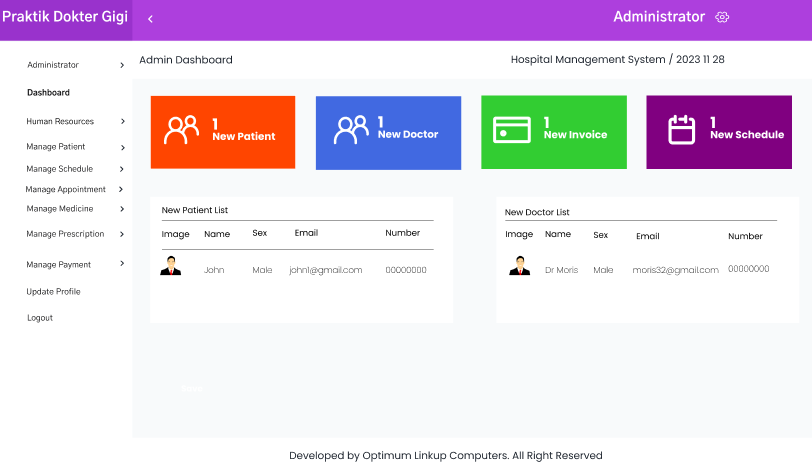 Praktik Dokter Gigi
Administrator
Administrator
Dashboard
Human Resources
Manage Patient
Manage Schedule
Manage Appointment
Manage Medicine
Manage Prescription
Manage Payment
Update Profile
Logout
Admin Dashboard
Hospital Management System / 2023 11 28
1
New Patient
1
New Doctor
1
New Invoice
1
New Schedule
New Patient List
Image Name Sex Email Number
John Male john1@gmail.com 00000000
New Doctor List
Image Name Sex Email Number
Dr Moris Male moris32@gmail.com 00000000
Developed by Optimum Linkup Computers. All Right Reserved